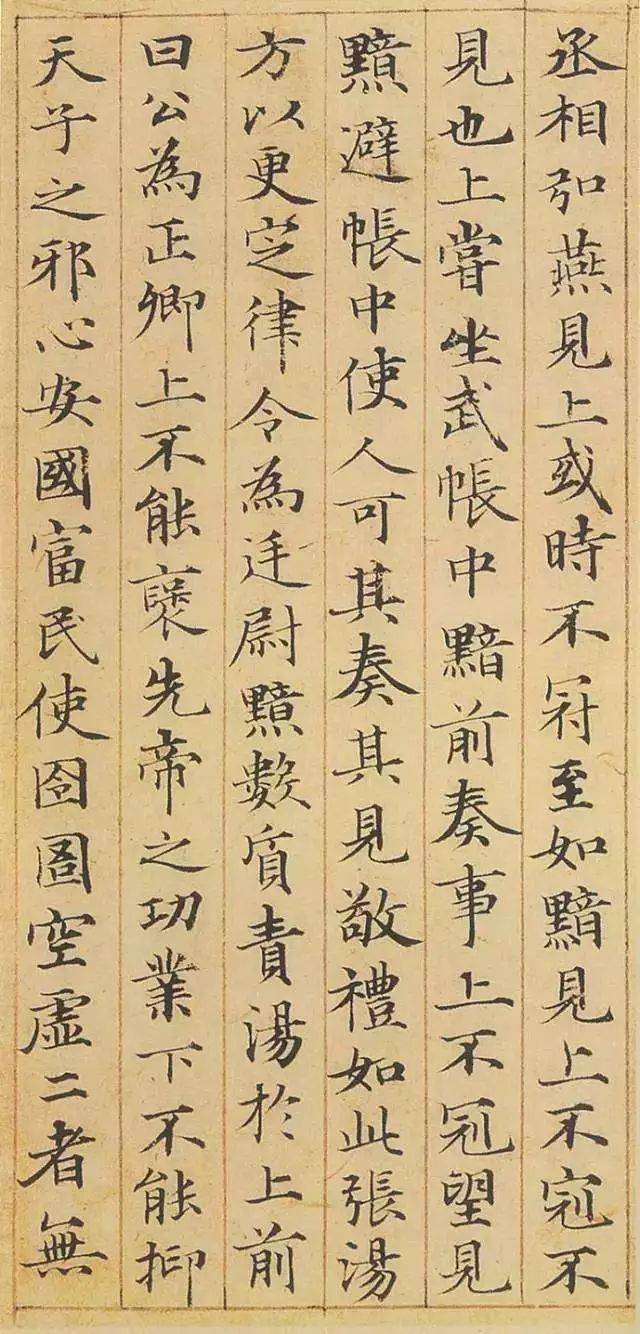 丞相弘燕見上或時不冠至如黯見上不冠不
見也上嘗坐武帳中黯前奏事上不冠望見
黯避帳中使人可其奏其見敬禮如此張湯
方以更定律令為廷尉黯數質責湯於上前
曰公為正卿上不能褒先帝之功業下不能抑
天子之邪心安國富民使囹圄空虛二者無